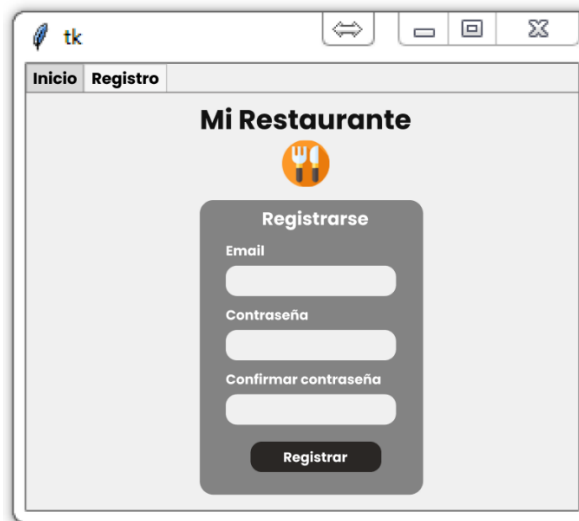 tk
Inicio Registro
Mi Restaurante
Registrarse
Email
Contraseña
Confirmar contraseña
Registrar